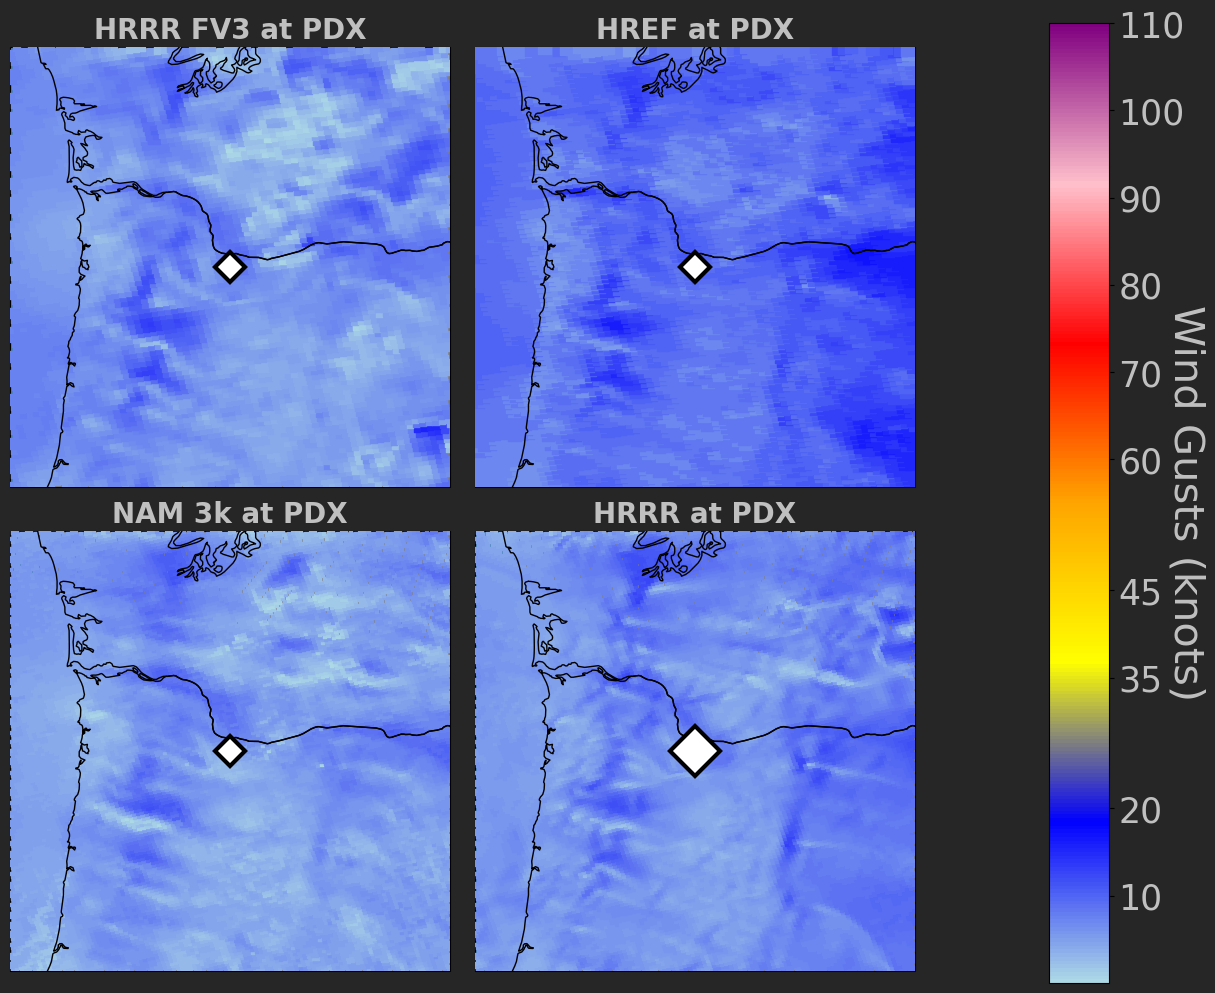 HRRR FV3 at PDX
HREF at PDX
NAM 3k at PDX
HRRR at PDX
110
100
90
80
70
60
45
35
20
10
Wind Gusts (knots)